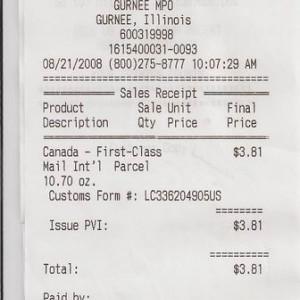 GURNEE MPO
GURNEE, Illinois
600319998
1615400031-0093
08/21/2008 (800)275-8777 10:07:29 AM
Sales Receipt
Product Sale Unit Final
Description Qty Price Price
Canada - First-Class $3.81
Mail Int'l Parcel
10.70 oz.
Customs Form #: LC336204905US
========
Issue PVI: $3.81
==========
Total: $3.81
Paid by: